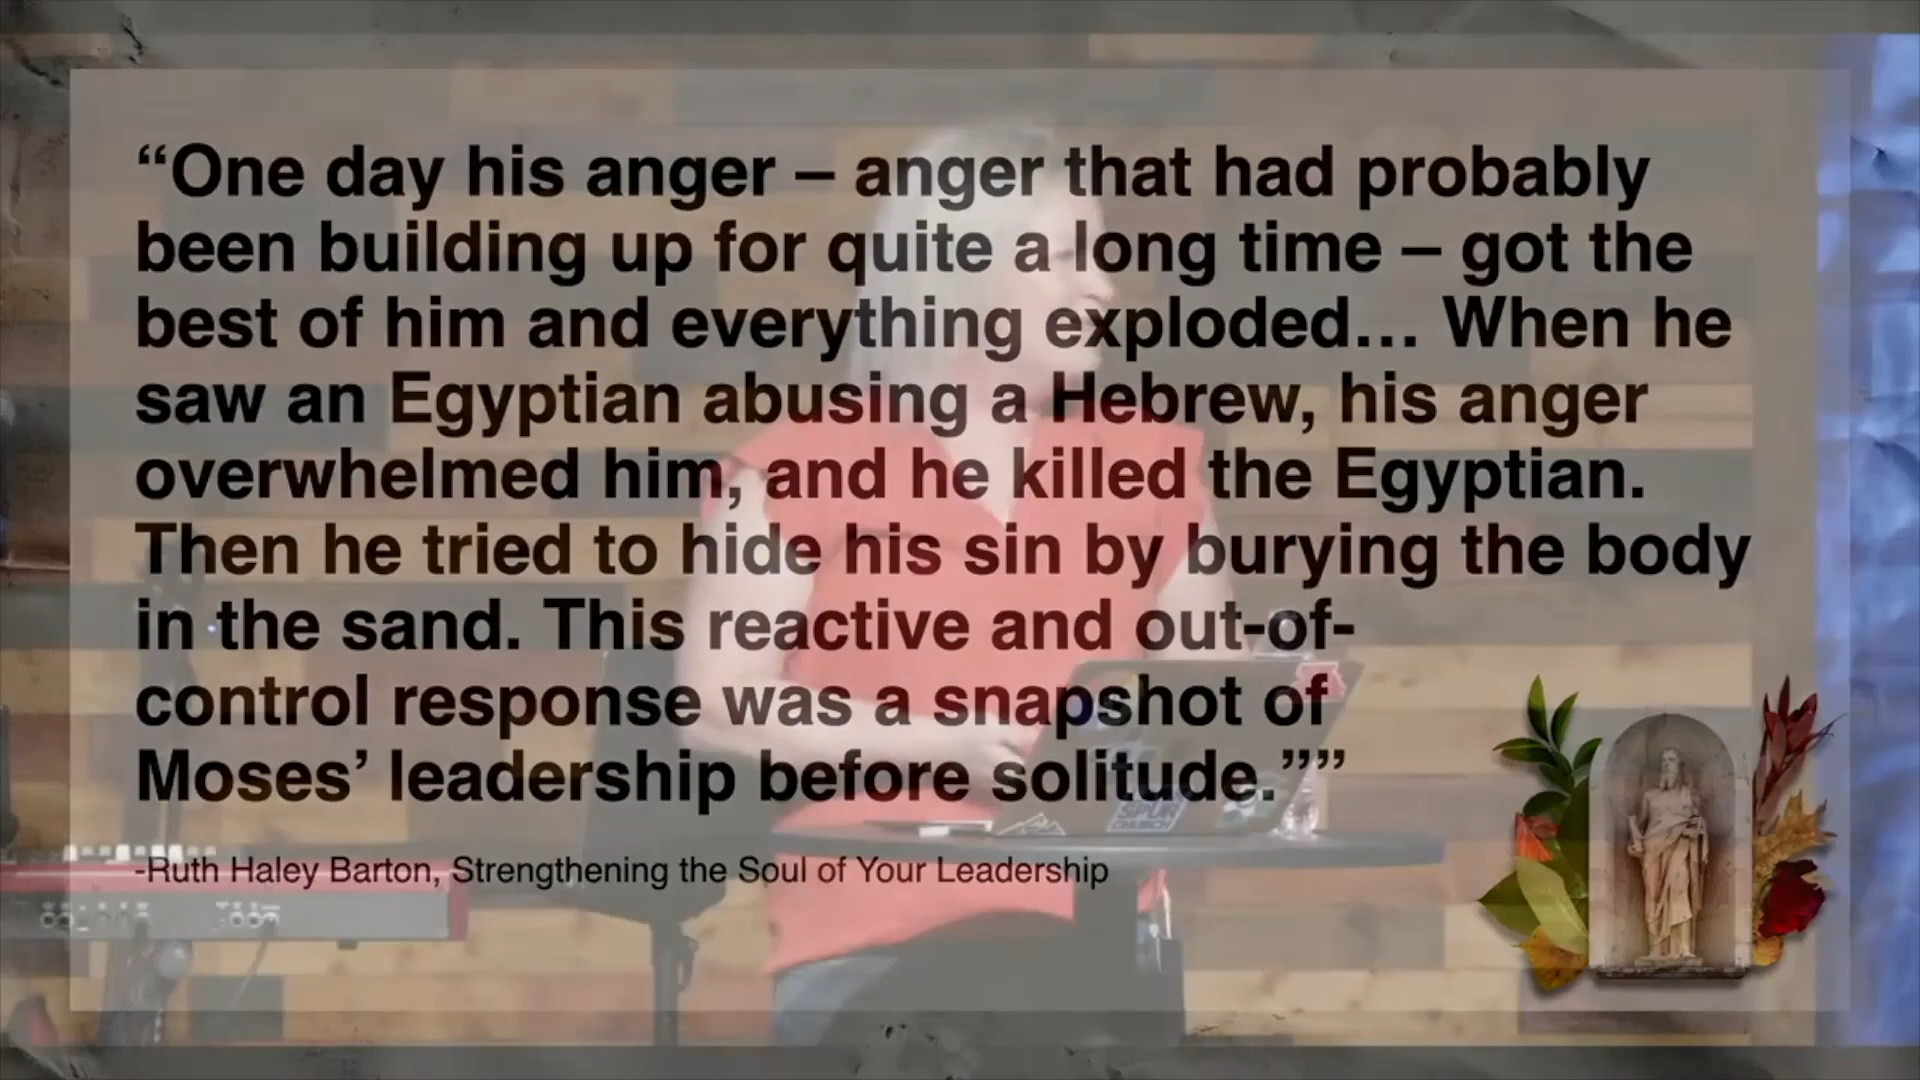 “One day his anger – anger that had probably
been building up for quite a long time – got the
best of him and everything exploded… When he
saw an Egyptian abusing a Hebrew, his anger
overwhelmed him, and he killed the Egyptian.
Then he tried to hide his sin by burying the body
in the sand. This reactive and out-of-
control response was a snapshot of
Moses’ leadership before solitude.””
SPUR
CHURCH
-Ruth Haley Barton, Strengthening the Soul of Your Leadership